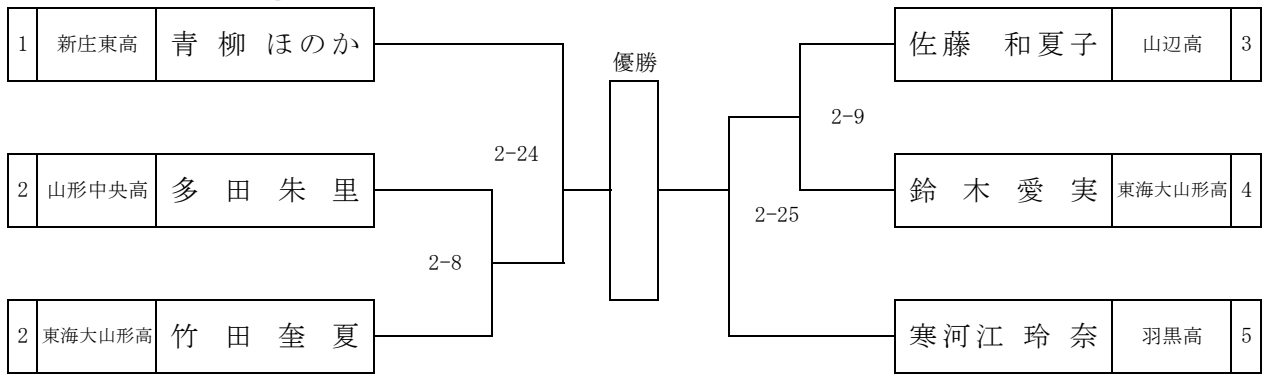 1 新庄東高 青柳ほのか
優勝
佐藤 和夏子 山辺高 3
2-9
2-24
2 山形中央高 多田朱里
鈴木愛実 東海大山形高 4
2-25
2-8
2 東海大山形高 竹田奎夏
寒河江玲奈 羽黒高 5